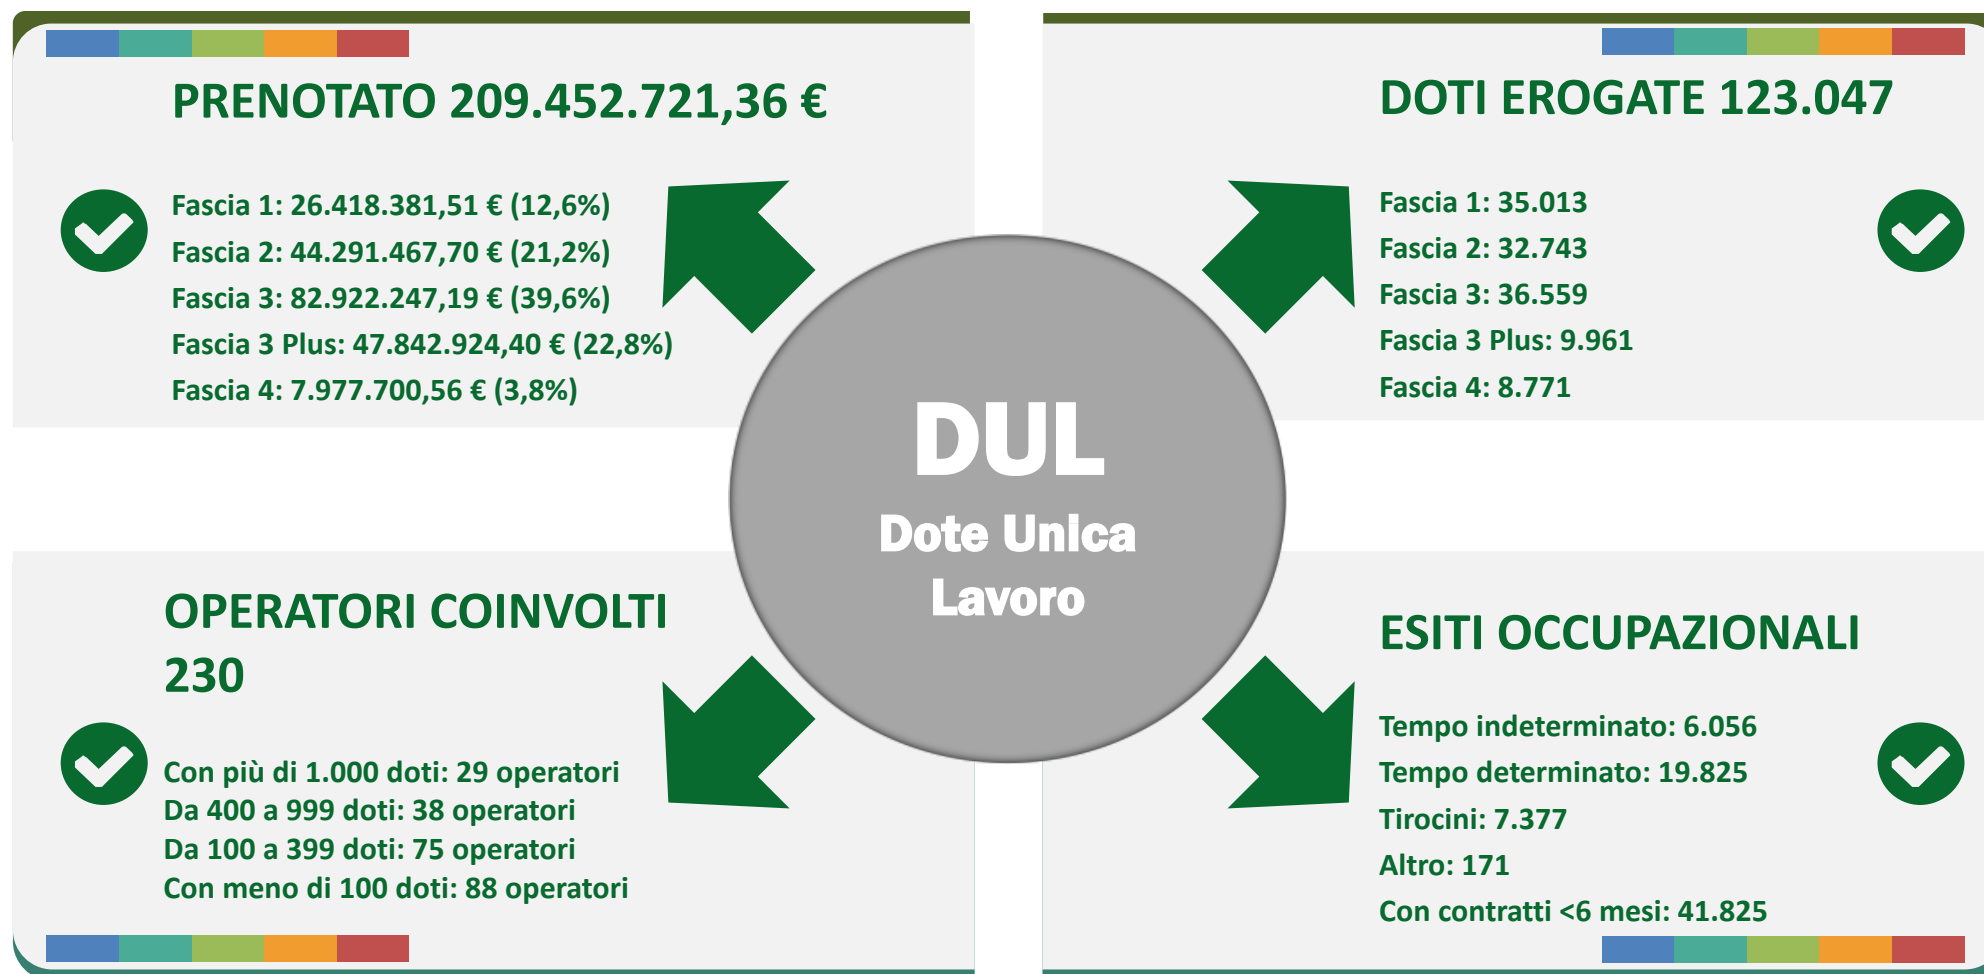 PRENOTATO 209.452.721,36 €
Fascia 1: 26.418.381,51 € (12,6%)
Fascia 2: 44.291.467,70 € (21,2%)
Fascia 3: 82.922.247,19 € (39,6%)
Fascia 3 Plus: 47.842.924,40 € (22,8%)
Fascia 4: 7.977.700,56 € (3,8%)
DOTI EROGATE 123.047
Fascia 1: 35.013
Fascia 2: 32.743
Fascia 3: 36.559
Fascia 3 Plus: 9.961
Fascia 4: 8.771
DUL
Dote Unica
Lavoro
OPERATORI COINVOLTI
230
Con più di 1.000 doti: 29 operatori
Da 400 a 999 doti: 38 operatori
Da 100 a 399 doti: 75 operatori
Con meno di 100 doti: 88 operatori
ESITI OCCUPAZIONALI
Tempo indeterminato: 6.056
Tempo determinato: 19.825
Tirocini: 7.377
Altro: 171
Con contratti <6 mesi: 41.825